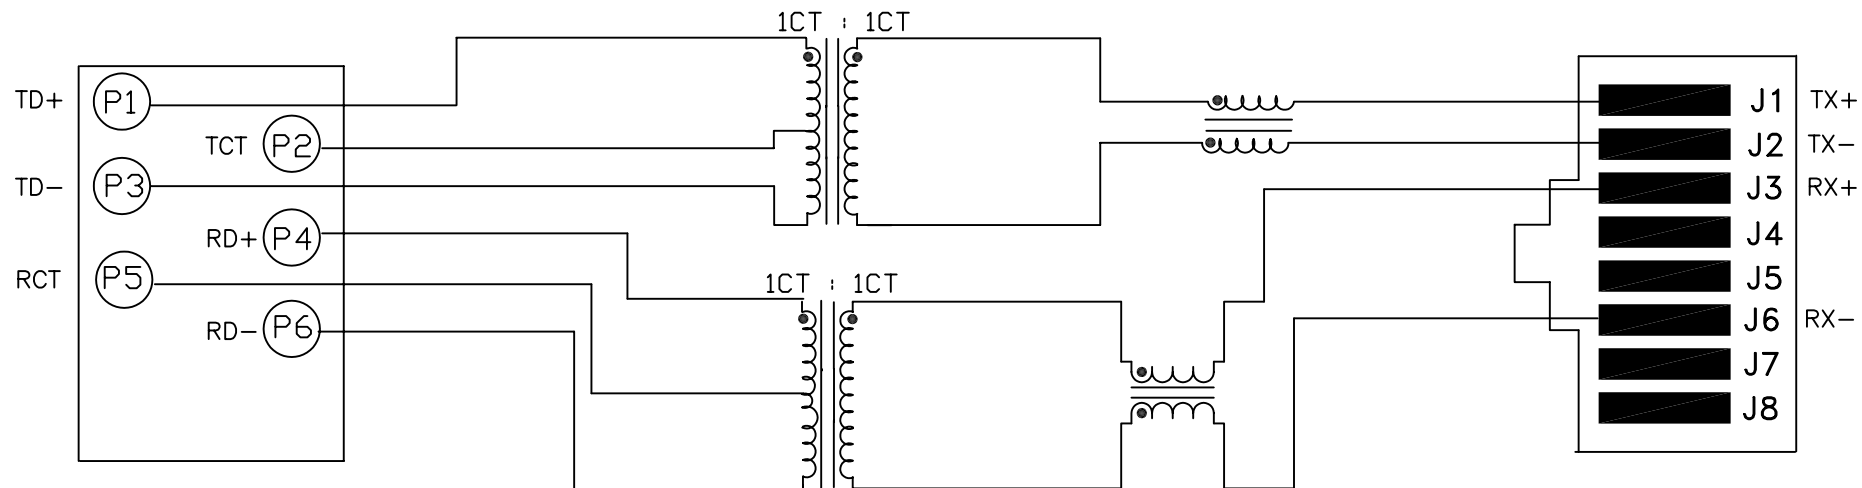 1CT : 1CT
TD+ P1
TCT P2
TD- P3
RD+ P4
RCT P5
RD- P6
1CT : 1CT
J1 TX+
J2 TX-
J3 RX+
J4
J5
J6 RX-
J7
J8